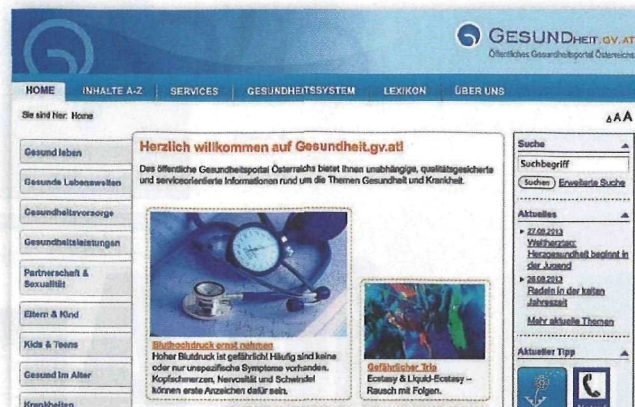 GESUNDHEIT.GV.AT
Öffentliches Gesundheitsportal Österreichs
HOME INHALTE A-Z SERVICES GESUNDHEITSSYSTEM LEXIKON ÜBER UNS
Sie sind hier: Home
AAA
Gesund leben
Gesunde Lebenswelten
Gesundheitsvorsorge
Gesundheitsleistungen
Partnerschaft &
Sexualität
Eltern & Kind
Kids & Teens
Gesund im Alter
Krankheiten
Herzlich willkommen auf Gesundheit.gv.at!
Das öffentliche Gesundheitsportal Österreichs bietet Ihnen unabhängige, qualitätsgesicherte
und serviceorientierte Informationen rund um die Themen Gesundheit und Krankheit.
Bluthochdruck ernst nehmen
Hoher Blutdruck ist gefährlich! Häufig sind keine
oder nur unspezifische Symptome vorhanden.
Kopfschmerzen, Nervosität und Schwindel
können erste Anzeichen dafür sein.
Gefährlicher Trip
Ecstasy & Liquid-Ecstasy –
Rausch mit Folgen.
Suche
Suchbegriff
Suchen Erweiterte Suche
Aktuelles
27.09.2013
Weltherztag:
Herzgesundheit beginnt in
der Jugend
26.09.2013
Radeln in der kalten
Jahreszeit
Mehr aktuelle Themen
Aktueller Tipp